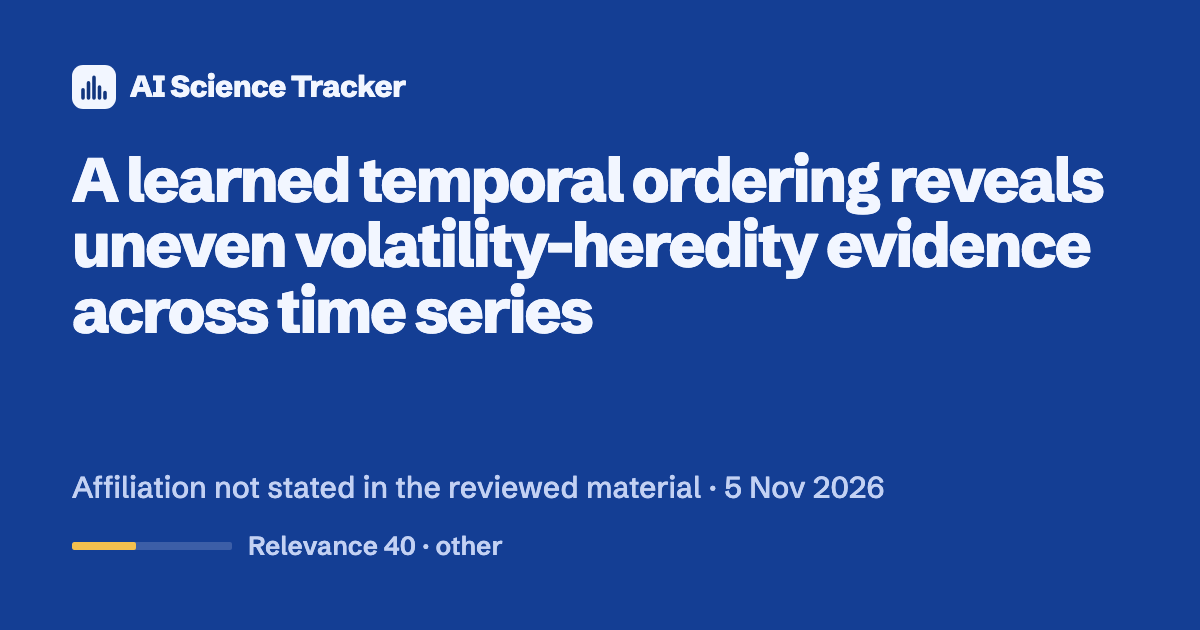 AI Science Tracker
A learned temporal ordering reveals
uneven volatility-heredity evidence
across time series
Affiliation not stated in the reviewed material · 5 Nov 2026
Relevance 40 · other